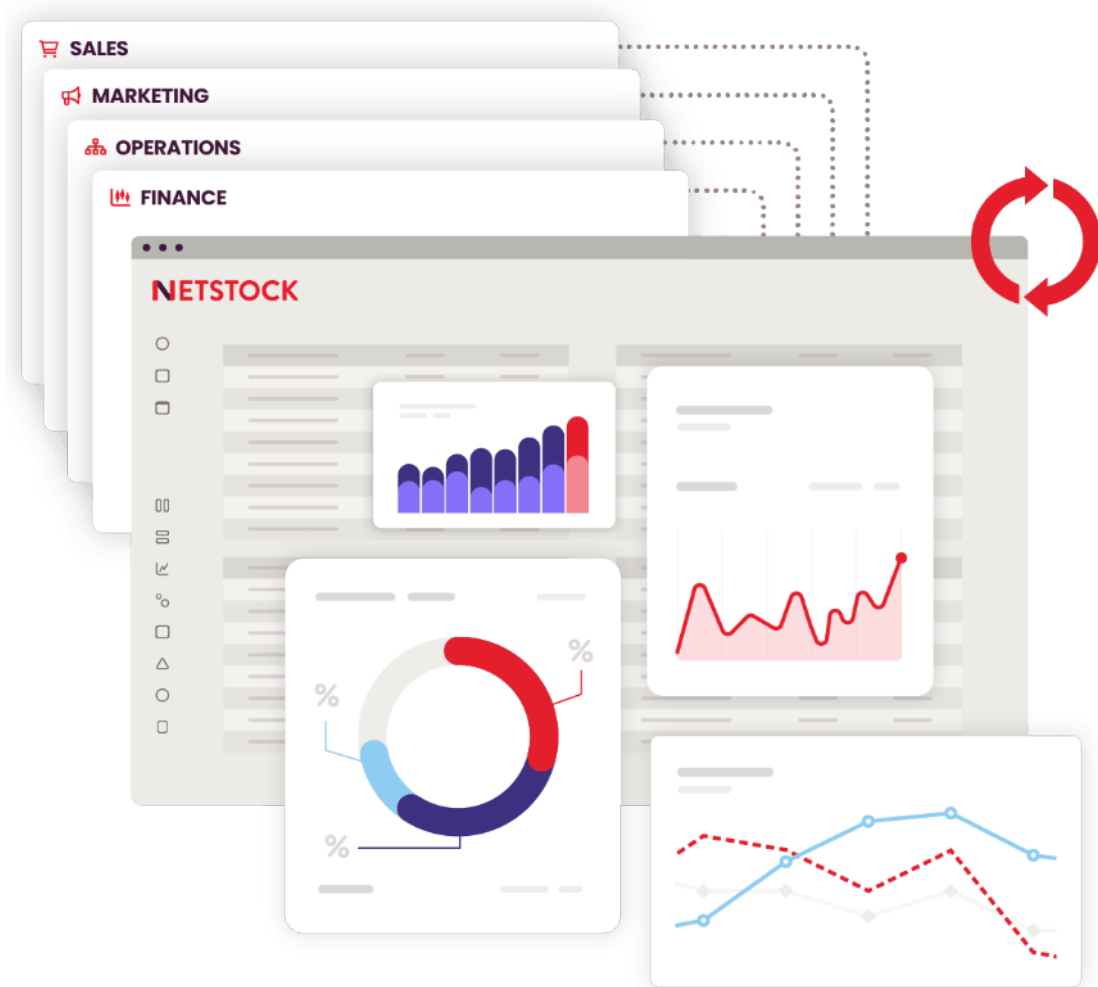 SALES
MARKETING
OPERATIONS
FINANCE
NETSTOCK
%
%
%